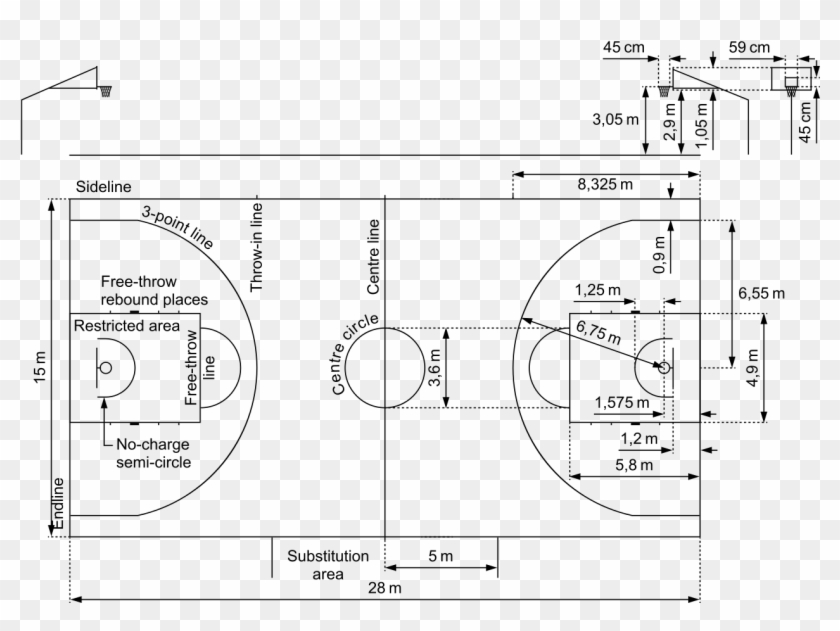 45 cm
59 cm
3,05 m
2,9 m
1,05 m
45 cm
Sideline
8,325 m
3-point line
Throw-in line
Centre line
0,9 m
Free-throw
rebound places
1,25 m
6,55 m
Restricted area
Free-throw
line
Centre circle
3,6 m
6,75 m
15 m
4,9 m
1,575 m
No-charge
semi-circle
1,2 m
5,8 m
Endline
Substitution
area
5 m
28 m